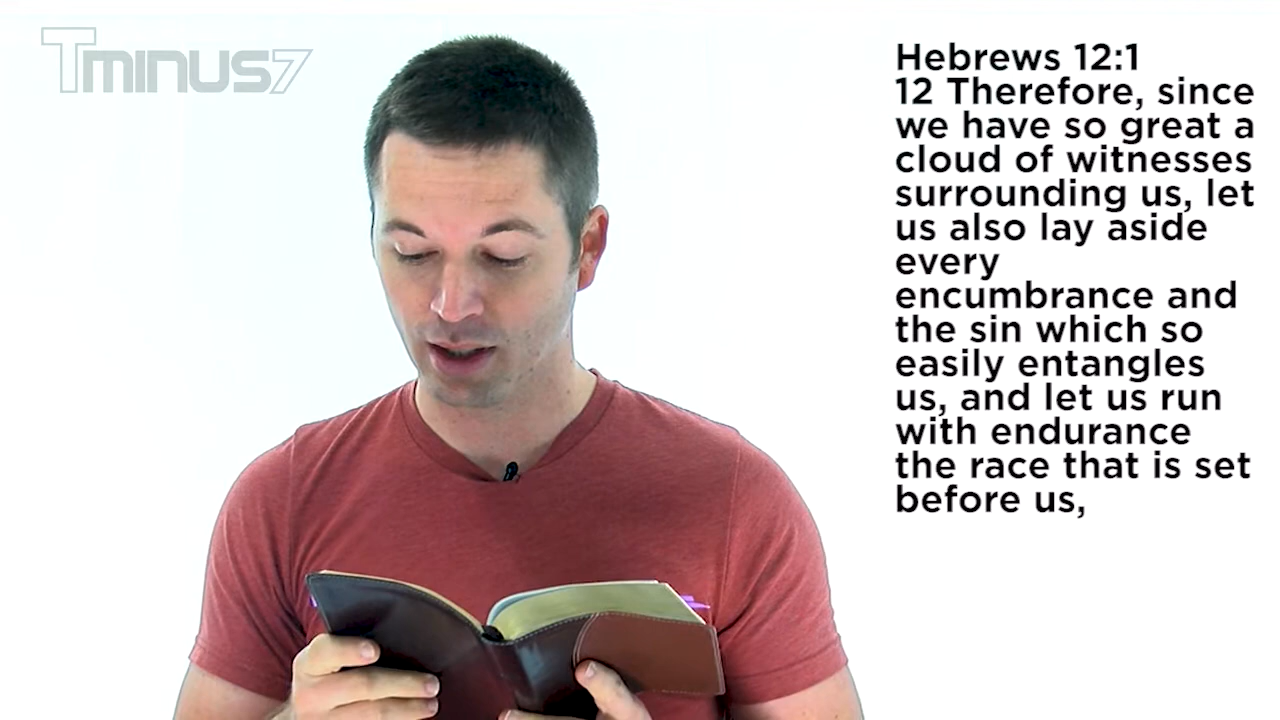 Tminus7
Hebrews 12:1
12 Therefore, since
we have so great a
cloud of witnesses
surrounding us, let
us also lay aside
every
encumbrance and
the sin which so
easily entangles
us, and let us run
with endurance
the race that is set
before us,